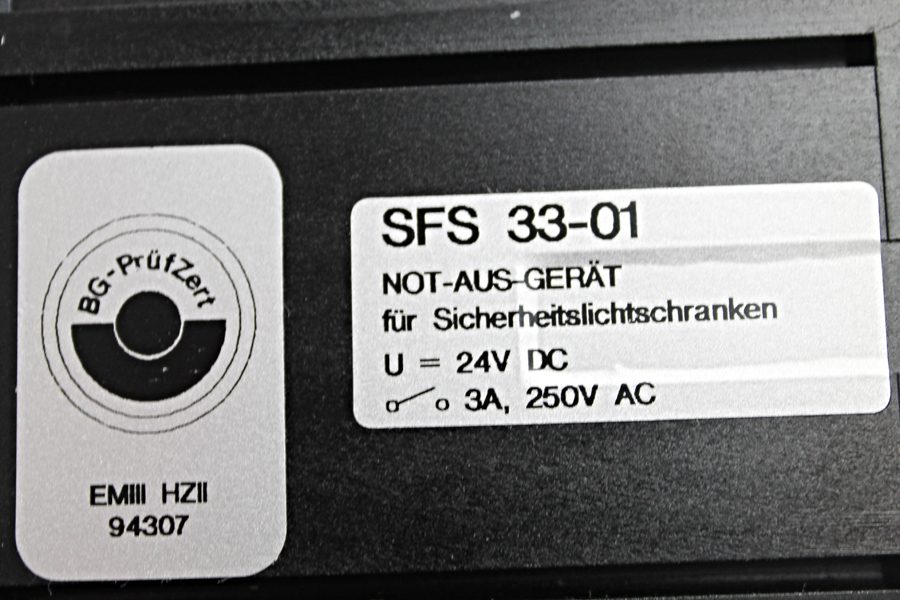 BG-PrüfZert
EMIII HZII
94307
SFS 33-01
NOT-AUS-GERÄT
für Sicherheitslichtschranken
U = 24V DC
3A, 250V AC